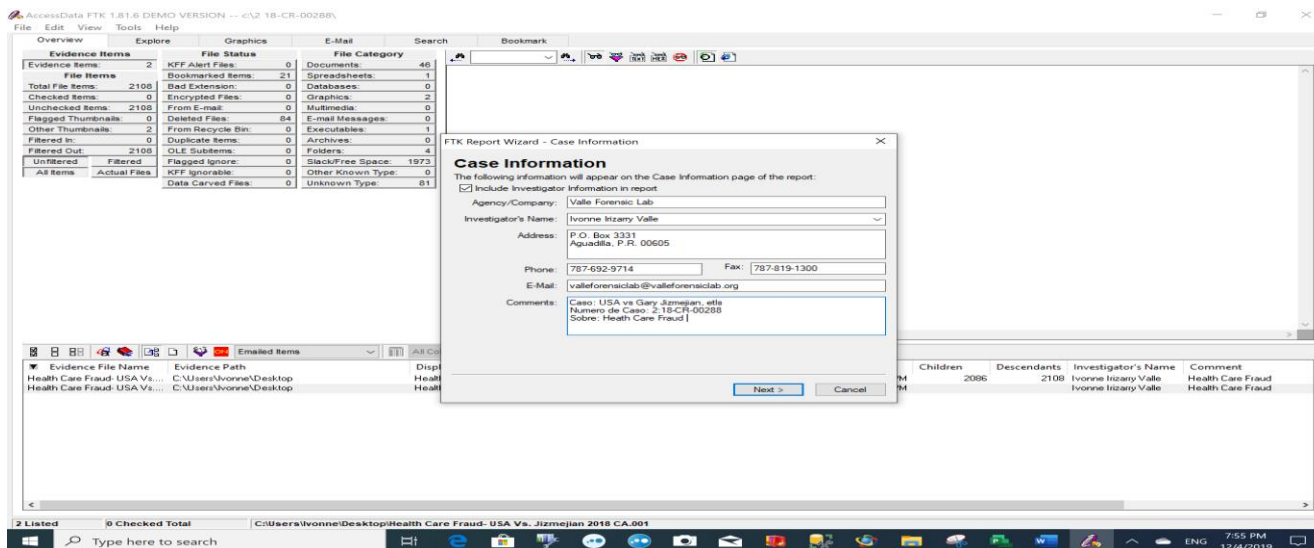 AccessData FTK 1.81.6 DEMO VERSION -- c:\2 18-CR-00288\
File Edit View Tools Help
Overview Explore Graphics E-Mail Search Bookmark
Evidence Items File Status File Category
Evidence Items: 2 KFF Alert Files: 0 Documents: 46
File Items Bookmarked Items: 21 Spreadsheets: 1
Total File Items: 2108 Bad Extension: 0 Databases: 0
Checked Items: 0 Encrypted Files: 0 Graphics: 2
Unchecked Items: 2108 From E-mail: 0 Multimedia: 0
Flagged Thumbnails: 0 Deleted Files: 84 E-mail Messages: 0
Other Thumbnails: 2 From Recycle Bin: 0 Executables: 1
Filtered In: 0 Duplicate Items: 0 Archives: 0
Filtered Out: 2108 OLE Subitems: 0 Folders: 4
Unfiltered Filtered Flagged Ignore: 0 Slack/Free Space: 1973
All Items Actual Files KFF Ignorable: 0 Other Known Type: 0
Data Carved Files: 0 Unknown Type: 81
FTK Report Wizard - Case Information
Case Information
The following information will appear on the Case Information page of the report:
Include Investigator Information in report
Agency/Company: Valle Forensic Lab
Investigator's Name: Ivonne Irizarry Valle
Address: P.O. Box 3331
Aguadilla, P.R. 00605
Phone: 787-692-9714 Fax: 787-819-1300
E-Mail: valleforensiclab@valleforensiclab.org
Comments: Caso: USA vs Gary Jizmejian, etls
Numero de Caso: 2:18-CR-00288
Sobre: Heath Care Fraud
Next > Cancel
OFF Emailed Items All Co
Evidence File Name Evidence Path Displ Children Descendants Investigator's Name Comment
Health Care Fraud- USA Vs.... C:\Users\Ivonne\Desktop Healt PM 2086 2108 Ivonne Irizarry Valle Health Care Fraud
Health Care Fraud- USA Vs.... C:\Users\Ivonne\Desktop Healt PM Ivonne Irizarry Valle Health Care Fraud
2 Listed 0 Checked Total C:\Users\Ivonne\Desktop\Health Care Fraud- USA Vs. Jizmejian 2018 CA.001
Type here to search
ENG 7:55 PM
12/4/2019